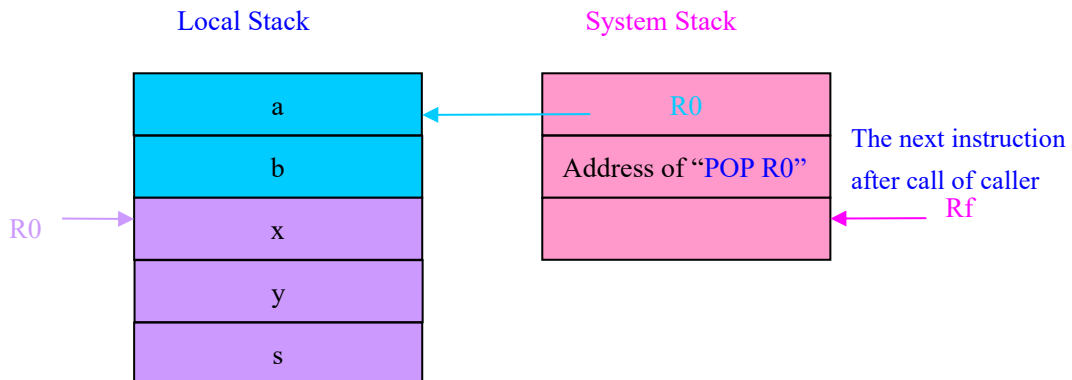 Local Stack
System Stack
a
R0
b
Address of “POP R0”
The next instruction
after call of caller
R0
x
Rf
y
s